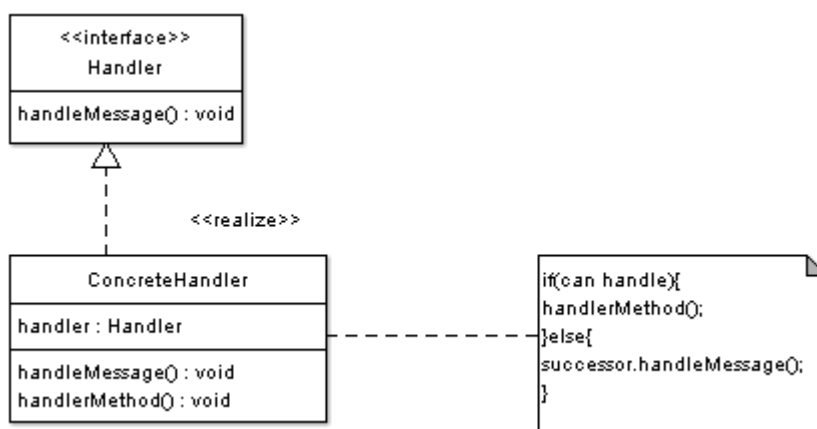 <<interface>>
Handler
handleMessage() : void
<<realize>>
ConcreteHandler
handler : Handler
handleMessage() : void
handlerMethod() : void
if(can handle){
handlerMethod();
}else{
successor.handleMessage();
}